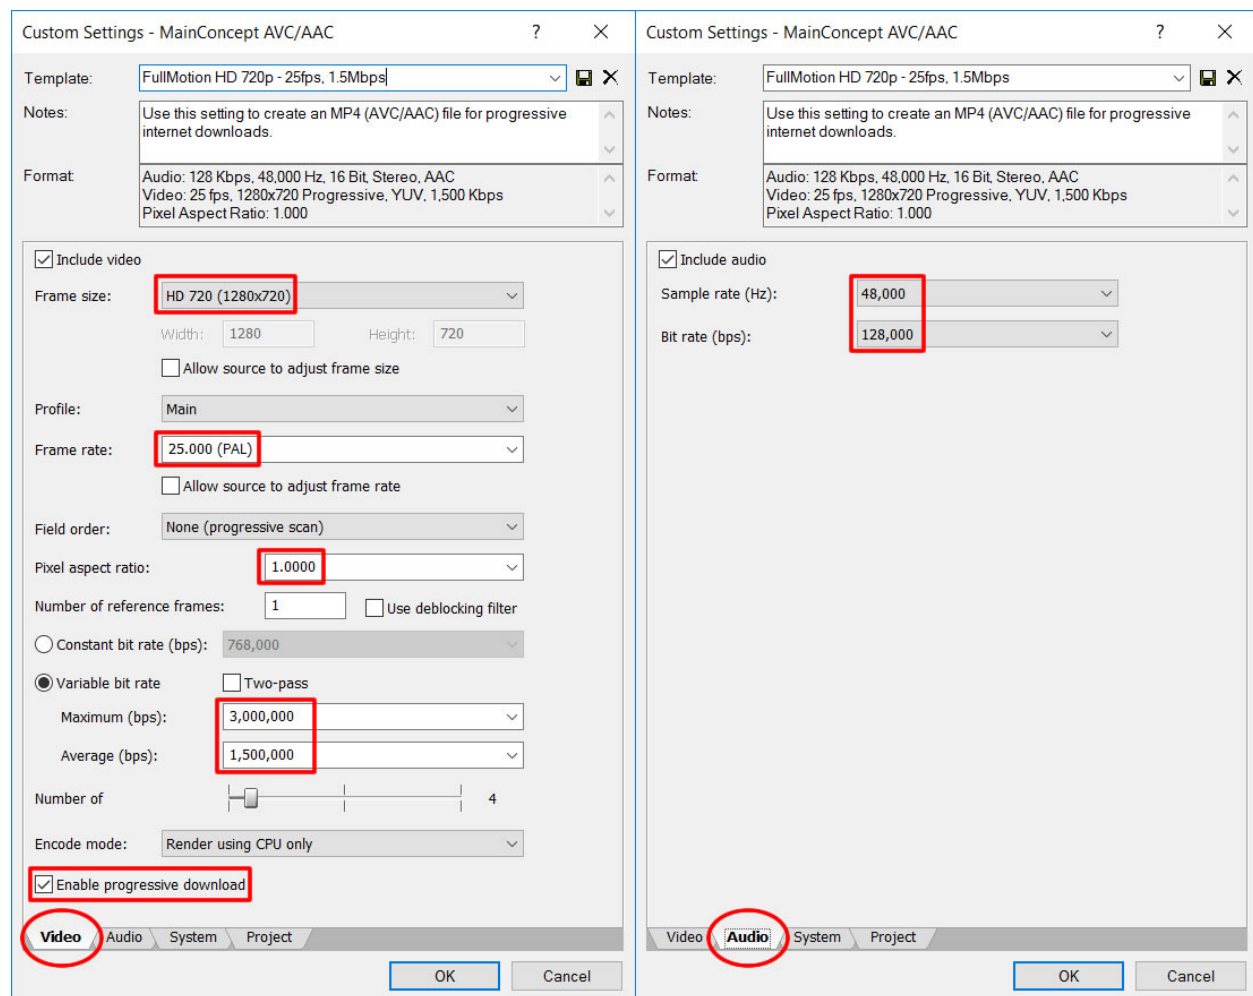 Custom Settings - MainConcept AVC/AAC
?
Template: FullMotion HD 720p - 25fps, 1.5Mbps
Notes: Use this setting to create an MP4 (AVC/AAC) file for progressive
internet downloads.
Format: Audio: 128 Kbps, 48,000 Hz, 16 Bit, Stereo, AAC
Video: 25 fps, 1280x720 Progressive, YUV, 1,500 Kbps
Pixel Aspect Ratio: 1.000
Include video
Frame size: HD 720 (1280x720)
Width: 1280 Height: 720
Allow source to adjust frame size
Profile: Main
Frame rate: 25.000 (PAL)
Allow source to adjust frame rate
Field order: None (progressive scan)
Pixel aspect ratio: 1.0000
Number of reference frames: 1 Use deblocking filter
Constant bit rate (bps): 768,000
Variable bit rate Two-pass
Maximum (bps): 3,000,000
Average (bps): 1,500,000
Number of 4
Encode mode: Render using CPU only
Enable progressive download
Video Audio System Project
OK Cancel
Custom Settings - MainConcept AVC/AAC
?
Template: FullMotion HD 720p - 25fps, 1.5Mbps
Notes: Use this setting to create an MP4 (AVC/AAC) file for progressive
internet downloads.
Format: Audio: 128 Kbps, 48,000 Hz, 16 Bit, Stereo, AAC
Video: 25 fps, 1280x720 Progressive, YUV, 1,500 Kbps
Pixel Aspect Ratio: 1.000
Include audio
Sample rate (Hz): 48,000
Bit rate (bps): 128,000
Video Audio System Project
OK Cancel